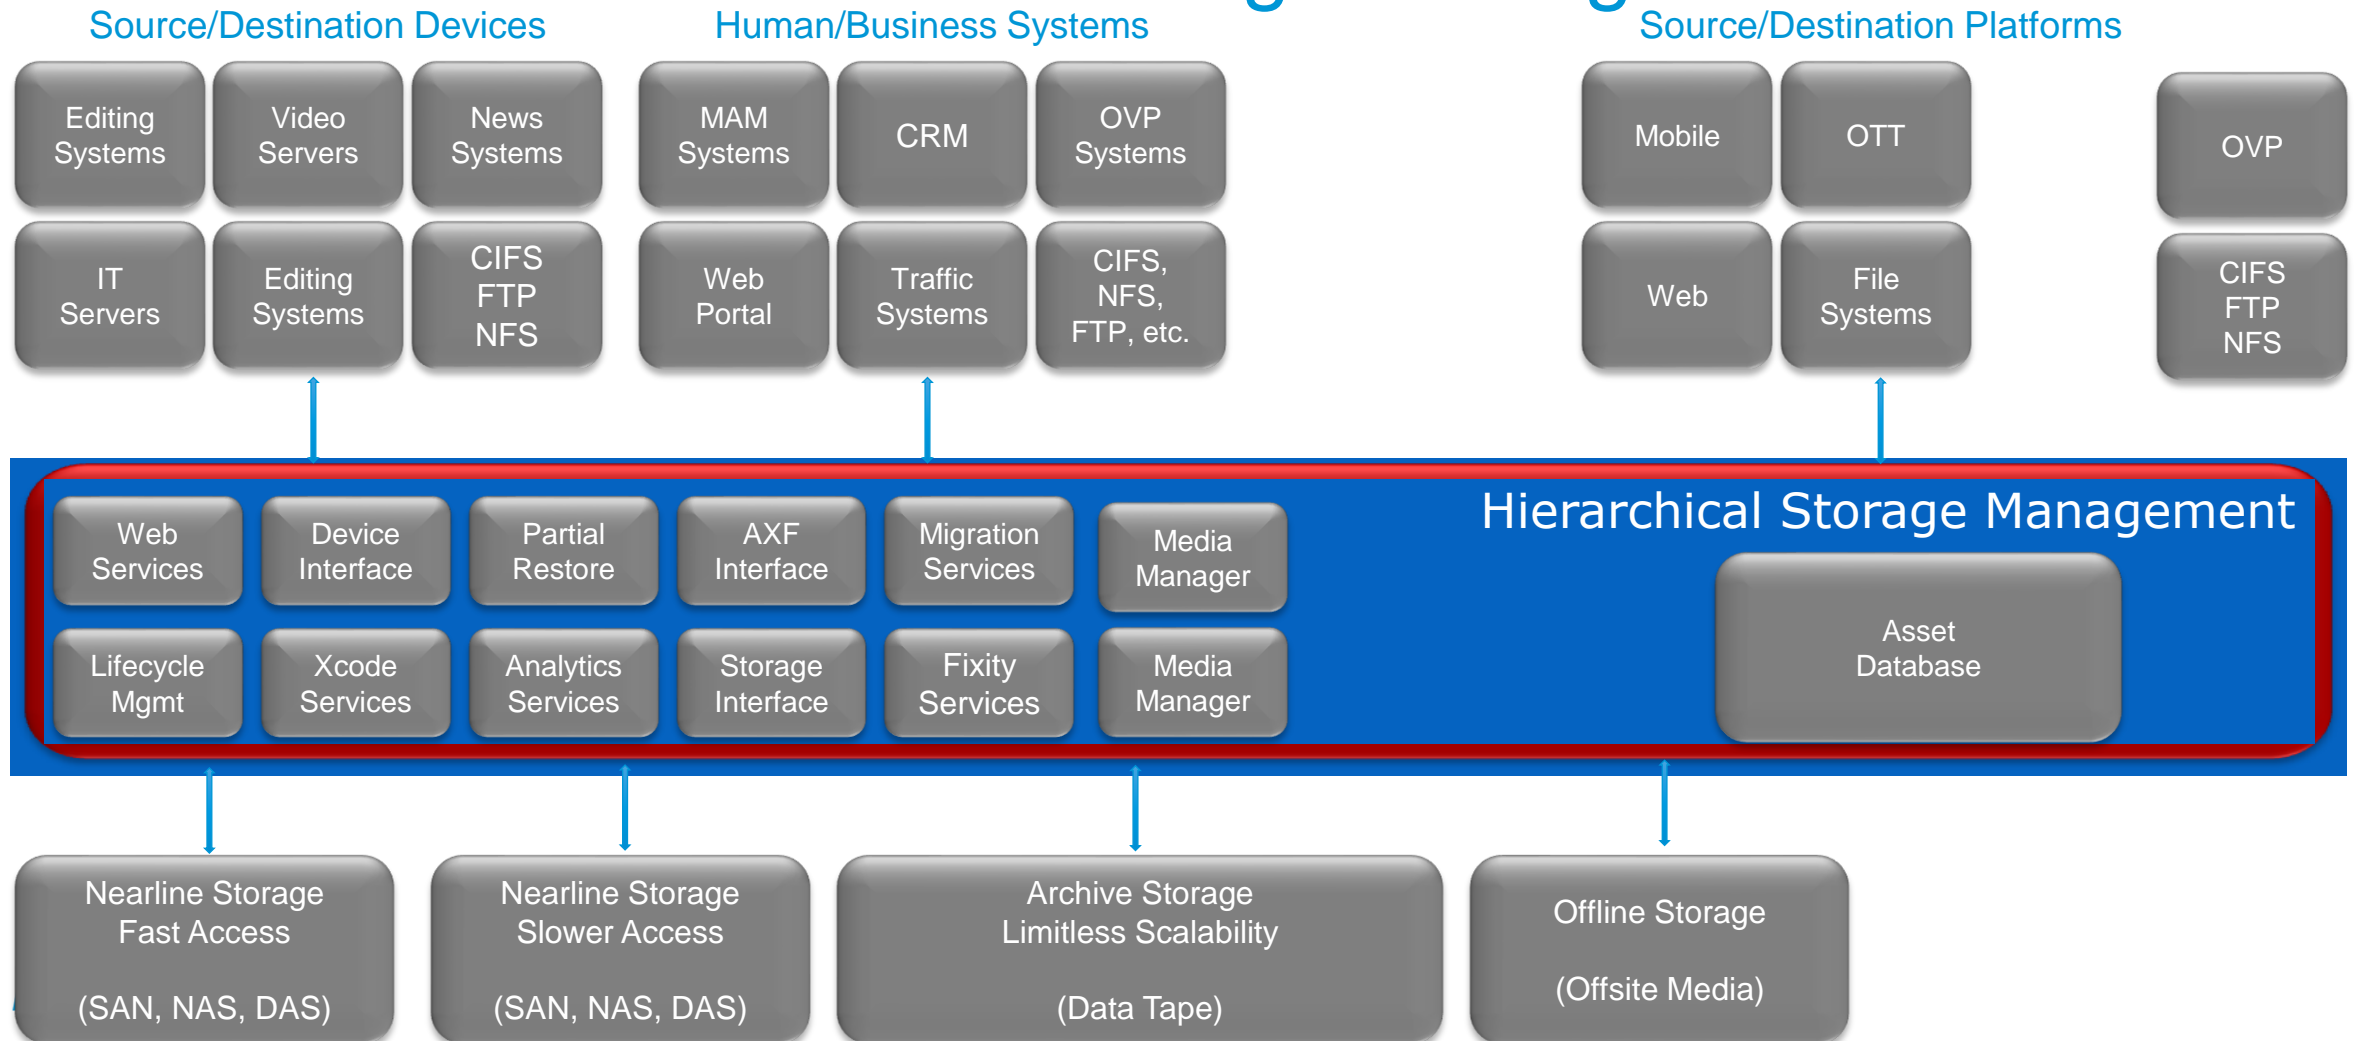 Source/Destination Devices
Human/Business Systems
Source/Destination Platforms
Editing
Systems
Video
Servers
News
Systems
MAM
Systems
CRM
OVP
Systems
Mobile
OTT
OVP
IT
Servers
Editing
Systems
CIFS
FTP
NFS
Web
Portal
Traffic
Systems
CIFS,
NFS,
FTP, etc.
Web
File
Systems
CIFS
FTP
NFS
Hierarchical Storage Management
Web
Services
Device
Interface
Partial
Restore
AXF
Interface
Migration
Services
Media
Manager
Asset
Database
Lifecycle
Mgmt
Xcode
Services
Analytics
Services
Storage
Interface
Fixity
Services
Media
Manager
Nearline Storage
Fast Access
(SAN, NAS, DAS)
Nearline Storage
Slower Access
(SAN, NAS, DAS)
Archive Storage
Limitless Scalability
(Data Tape)
Offline Storage
(Offsite Media)